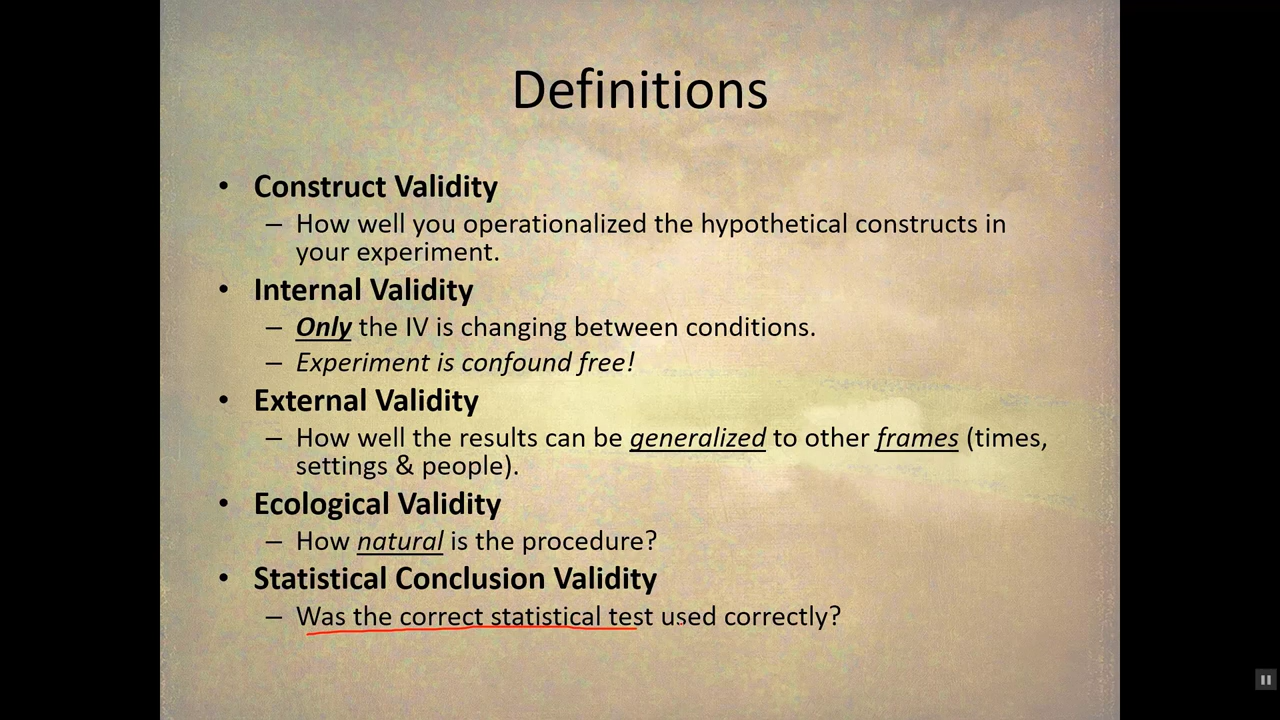 Definitions
• Construct Validity
– How well you operationalized the hypothetical constructs in
your experiment.
• Internal Validity
– Only the IV is changing between conditions.
– Experiment is confound free!
• External Validity
– How well the results can be generalized to other frames (times,
settings & people).
• Ecological Validity
– How natural is the procedure?
• Statistical Conclusion Validity
– Was the correct statistical test used correctly?